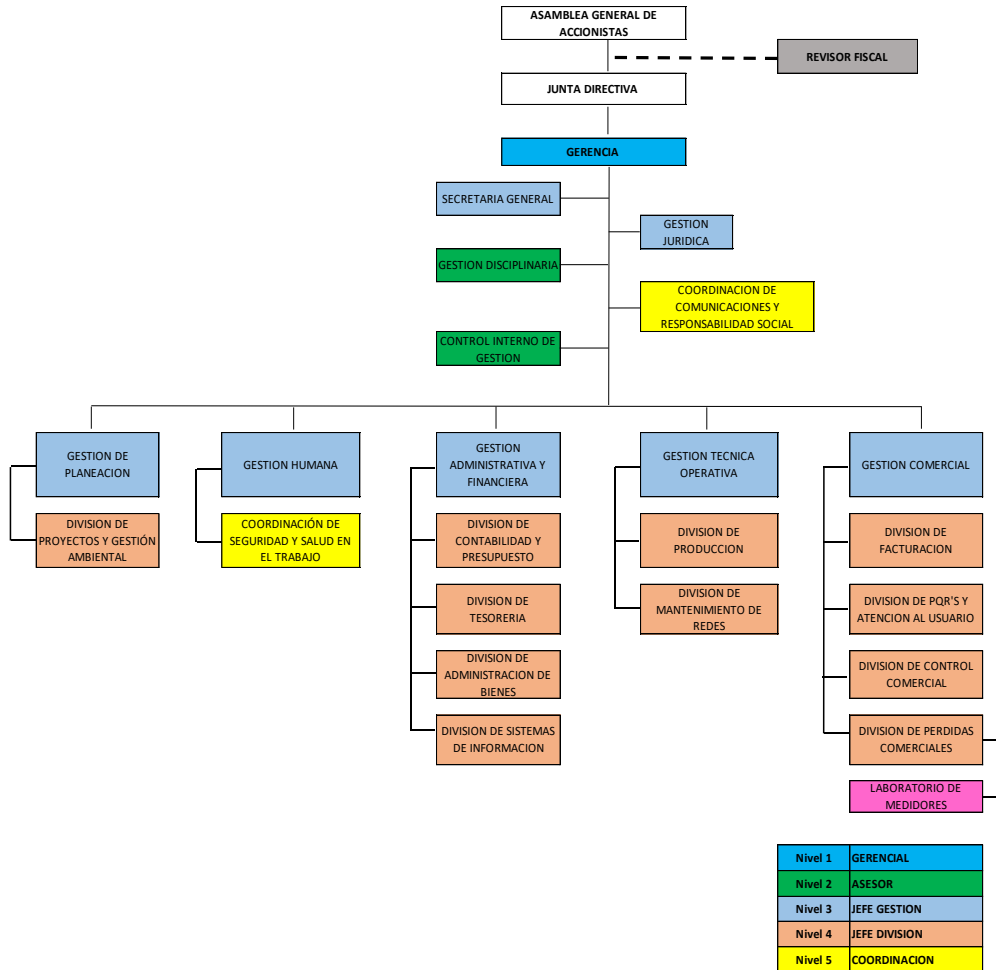 ASAMBLEA GENERAL DE
ACCIONISTAS
REVISOR FISCAL
JUNTA DIRECTIVA
GERENCIA
SECRETARIA GENERAL
GESTION
JURIDICA
GESTION DISCIPLINARIA
COORDINACION DE
COMUNICACIONES Y
RESPONSABILIDAD SOCIAL
CONTROL INTERNO DE
GESTION
GESTION DE
PLANEACION
DIVISION DE
PROYECTOS Y GESTIÓN
AMBIENTAL
GESTION HUMANA
COORDINACIÓN DE
SEGURIDAD Y SALUD EN
EL TRABAJO
GESTION
ADMINISTRATIVA Y
FINANCIERA
DIVISION DE
CONTABILIDAD Y
PRESUPUESTO
DIVISION DE
TESORERIA
DIVISION DE
ADMINISTRACION DE
BIENES
DIVISION DE SISTEMAS
DE INFORMACION
GESTION TECNICA
OPERATIVA
DIVISION DE
PRODUCCION
DIVISION DE
MANTENIMIENTO DE
REDES
GESTION COMERCIAL
DIVISION DE
FACTURACION
DIVISION DE PQR'S Y
ATENCION AL USUARIO
DIVISION DE CONTROL
COMERCIAL
DIVISION DE PERDIDAS
COMERCIALES
LABORATORIO DE
MEDIDORES
Nivel 1 GERENCIAL
Nivel 2 ASESOR
Nivel 3 JEFE GESTION
Nivel 4 JEFE DIVISION
Nivel 5 COORDINACION